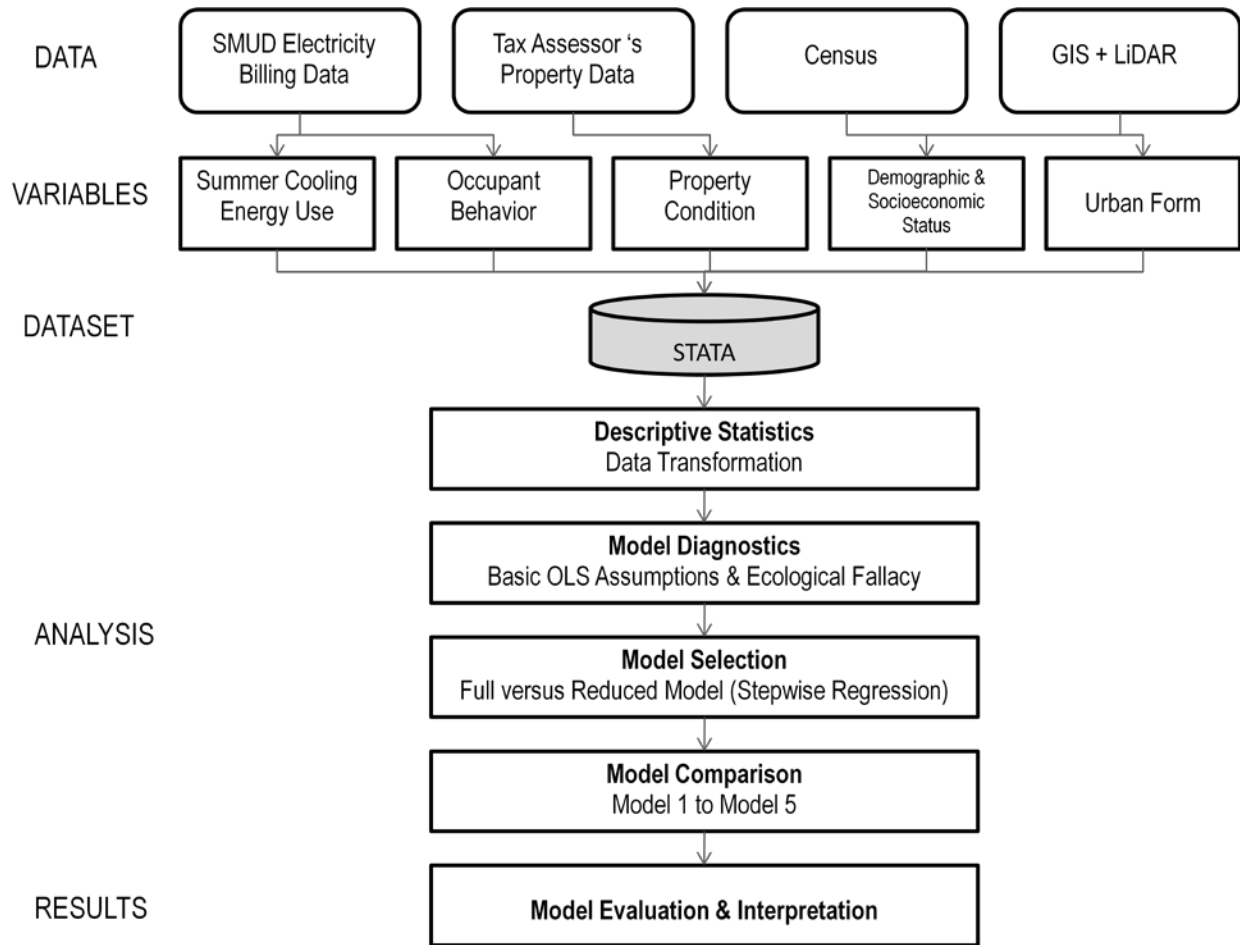 DATA
SMUD Electricity
Billing Data
Tax Assessor ‘s
Property Data
Census
GIS + LiDAR
VARIABLES
Summer Cooling
Energy Use
Occupant
Behavior
Property
Condition
Demographic &
Socioeconomic
Status
Urban Form
DATASET
STATA
Descriptive Statistics
Data Transformation
ANALYSIS
Model Diagnostics
Basic OLS Assumptions & Ecological Fallacy
Model Selection
Full versus Reduced Model (Stepwise Regression)
Model Comparison
Model 1 to Model 5
RESULTS
Model Evaluation & Interpretation